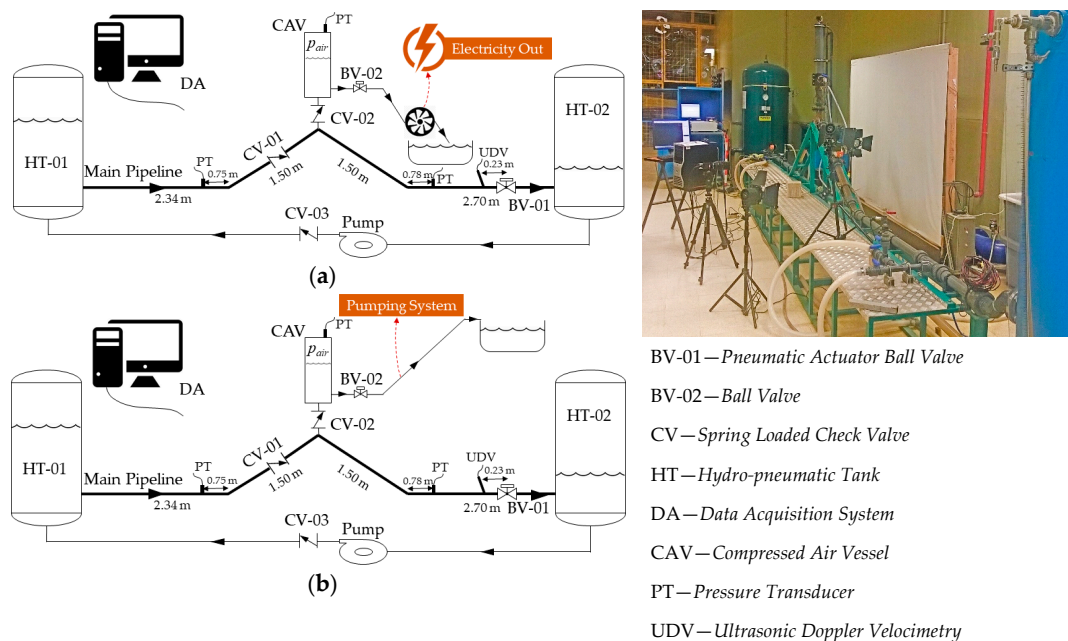 CAV
PT
p_air
Electricity Out
BV-02
DA
HT-01
HT-02
CV-02
CV-01
UDV
0.23 m
PT
0.75 m
1.50 m
1.50 m
0.78 m
PT
Main Pipeline
2.34 m
2.70 m
BV-01
CV-03
Pump
(a)
Pumping System
CAV
PT
p_air
BV-02
DA
HT-02
CV-02
CV-01
HT-01
UDV
0.23 m
PT
0.75 m
1.50 m
1.50 m
0.78 m
PT
Main Pipeline
2.34 m
2.70 m
BV-01
CV-03
Pump
(b)
BV-01—Pneumatic Actuator Ball Valve
BV-02—Ball Valve
CV—Spring Loaded Check Valve
HT—Hydro-pneumatic Tank
DA—Data Acquisition System
CAV—Compressed Air Vessel
PT—Pressure Transducer
UDV—Ultrasonic Doppler Velocimetry